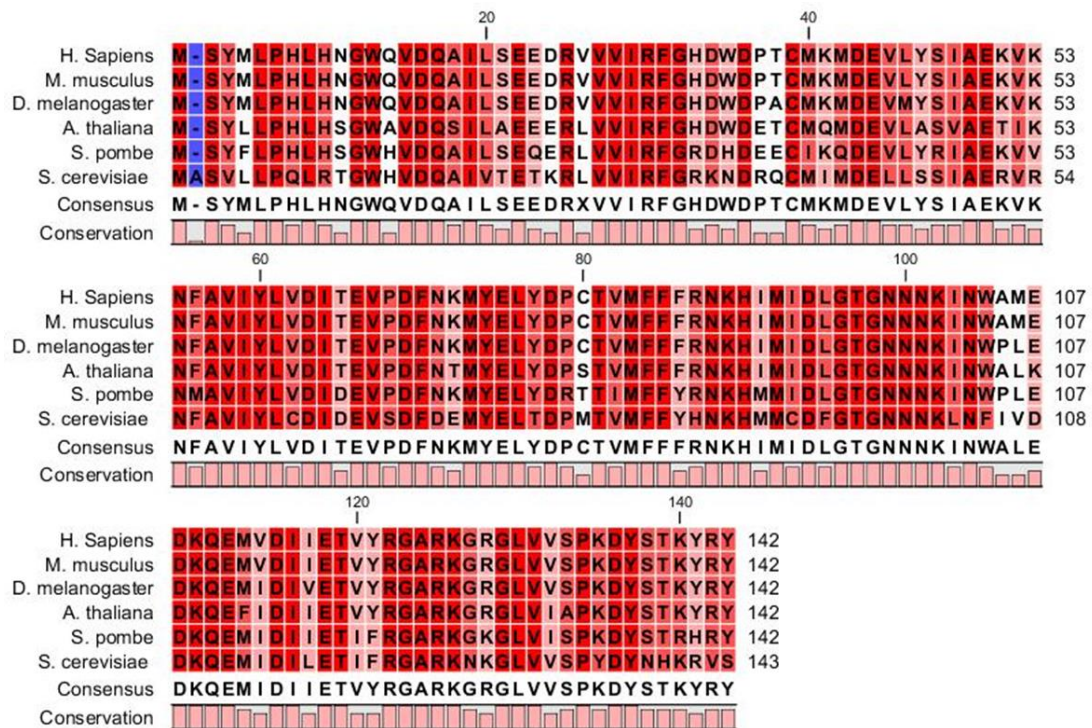 20 40
H. Sapiens M-SYMLPHLHNGWQVDQAILSEEDRVVVIRFGHDWDPTCMKMDEVLYSIAEKVK 53
M. musculus M-SYMLPHLHNGWQVDQAILSEEDRVVVIRFGHDWDPTCMKMDEVLYSIAEKVK 53
D. melanogaster M-SYMLPHLHNGWQVDQAILSEEDRVVVIRFGHDWDPACMKMDEVMYSIAEKVK 53
A. thaliana M-SYLLPHLHSGWAVDQSILAEEERLVVIRFGHDWDETCMQMDEVLASVAETIK 53
S. pombe M-SYFLPHLHSGWHVDQAILSEQERLVVIRFGRDHDEECIKQDEVLYRIAEKVV 53
S. cerevisiae MASVLLPQLRTGWHVDQAIVTETKRLVVIRFGRKNDRQCMIMDELLSSIAERVR 54
Consensus M-SYMLPHLHNGWQVDQAILSEEDRXVVIRFGHDWDPTCMKMDEVLYSIAEKVK
Conservation
60 80 100
H. Sapiens NFAVIYLVDITEVPDFNKMYELYDPCTVMFFFRNKHIMIDLGTGNNNKINWAME 107
M. musculus NFAVIYLVDITEVPDFNKMYELYDPCTVMFFFRNKHIMIDLGTGNNNKINWAME 107
D. melanogaster NFAVIYLVDITEVPDFNKMYELYDPCTVMFFFRNKHIMIDLGTGNNNKINWPLE 107
A. thaliana NFAVIYLVDITEVPDFNTMYELYDPSTVMFFFRNKHIMIDLGTGNNNKINWALK 107
S. pombe NMAVIYLVDIDEVPDFNKMYELYDRTTIMFFYRNKHMMIDLGTGNNNKINWPLE 107
S. cerevisiae NFAVIYLCDIDEVSDFDEMYELTDPMTVMFFYHNKHMMCDFGTGNNNKLNFIVD 108
Consensus NFAVIYLVDITEVPDFNKMYELYDPCTVMFFFRNKHIMIDLGTGNNNKINWALE
Conservation
120 140
H. Sapiens DKQEMVDIIETVYRGARKGRGLVVSPKDYSTKYRY 142
M. musculus DKQEMVDIIETVYRGARKGRGLVVSPKDYSTKYRY 142
D. melanogaster DKQEMIDIVETVYRGARKGRGLVVSPKDYSTKYRY 142
A. thaliana DKQEFIDIIETVYRGARKGRGLVIAPKDYSTKYRY 142
S. pombe DKQEMIDIIETIFRGARKGKGLVISPKDYSTRHRY 142
S. cerevisiae DKQEMIDILETIFRGARKNKGLVVSPYDYNHKRVS 143
Consensus DKQEMIDIIETVYRGARKGRGLVVSPKDYSTKYRY
Conservation